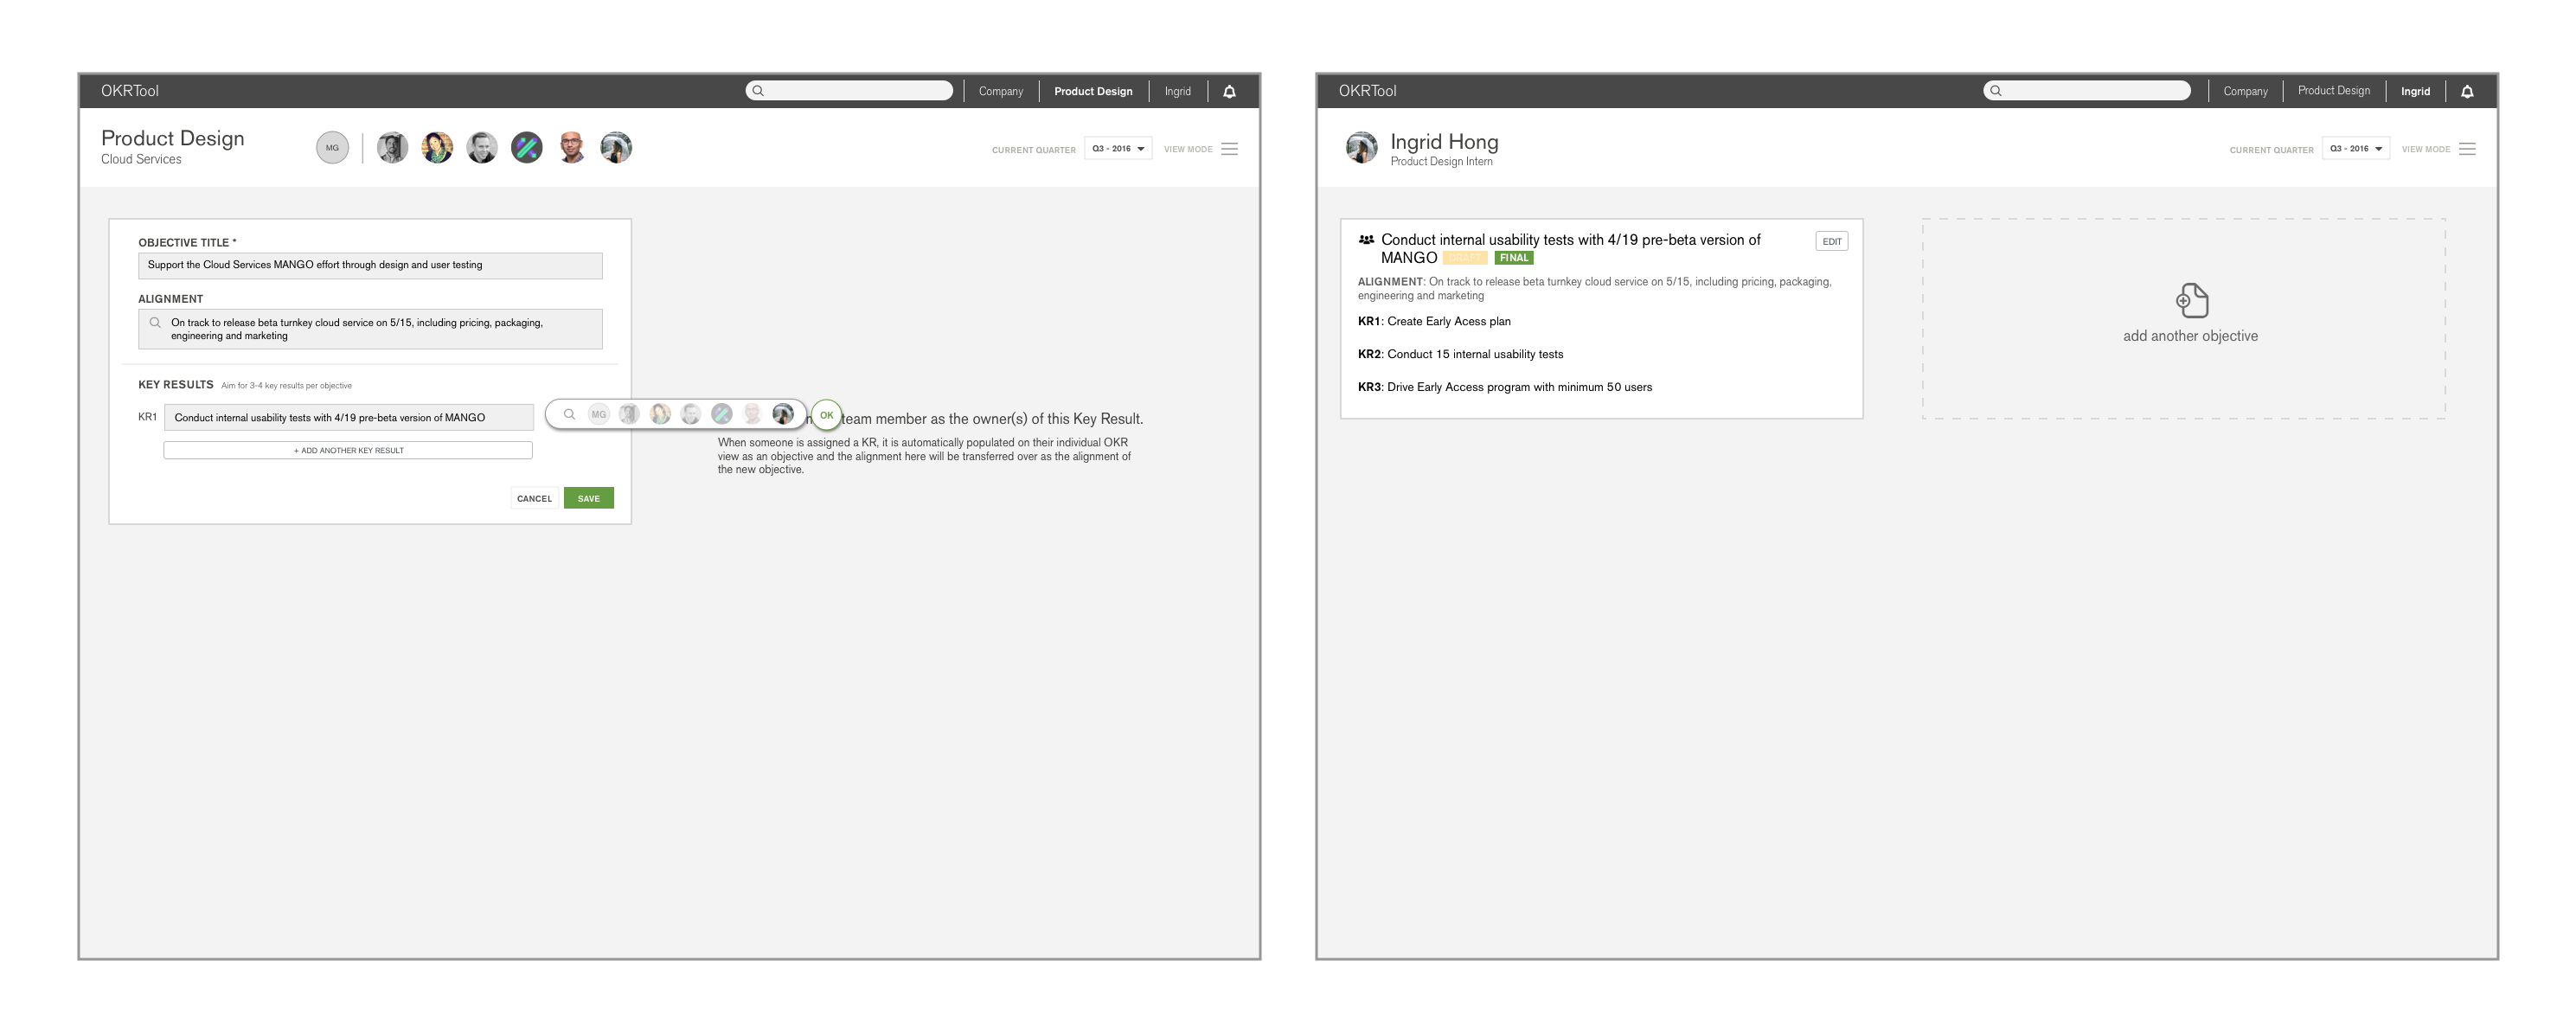 OKRTool
Company
Product Design
Ingrid
Product Design
Cloud Services
MG
CURRENT QUARTER
Q3 - 2016
VIEW MODE
OBJECTIVE TITLE *
Support the Cloud Services MANGO effort through design and user testing
ALIGNMENT
On track to release beta turnkey cloud service on 5/15, including pricing, packaging,
engineering and marketing
KEY RESULTS Aim for 3-4 key results per objective
KR1 Conduct internal usability tests with 4/19 pre-beta version of MANGO
MG
OK
team member as the owner(s) of this Key Result.
When someone is assigned a KR, it is automatically populated on their individual OKR
view as an objective and the alignment here will be transferred over as the alignment of
the new objective.
+ ADD ANOTHER KEY RESULT
CANCEL
SAVE
OKRTool
Company
Product Design
Ingrid
Ingrid Hong
Product Design Intern
CURRENT QUARTER
Q3 - 2016
VIEW MODE
Conduct internal usability tests with 4/19 pre-beta version of
MANGO DRAFT FINAL
EDIT
ALIGNMENT: On track to release beta turnkey cloud service on 5/15, including pricing, packaging,
engineering and marketing
KR1: Create Early Acess plan
KR2: Conduct 15 internal usability tests
KR3: Drive Early Access program with minimum 50 users
add another objective